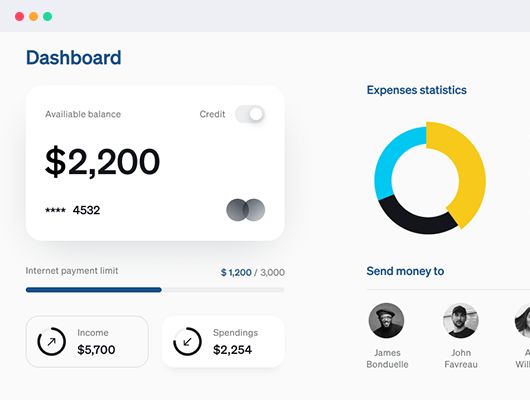 Dashboard
Availiable balance
Credit
$2,200
**** 4532
Internet payment limit
$ 1,200 / 3,000
Income
$5,700
Spendings
$2,254
Expenses statistics
Send money to
James
Bonduelle
John
Favreau
A
Will